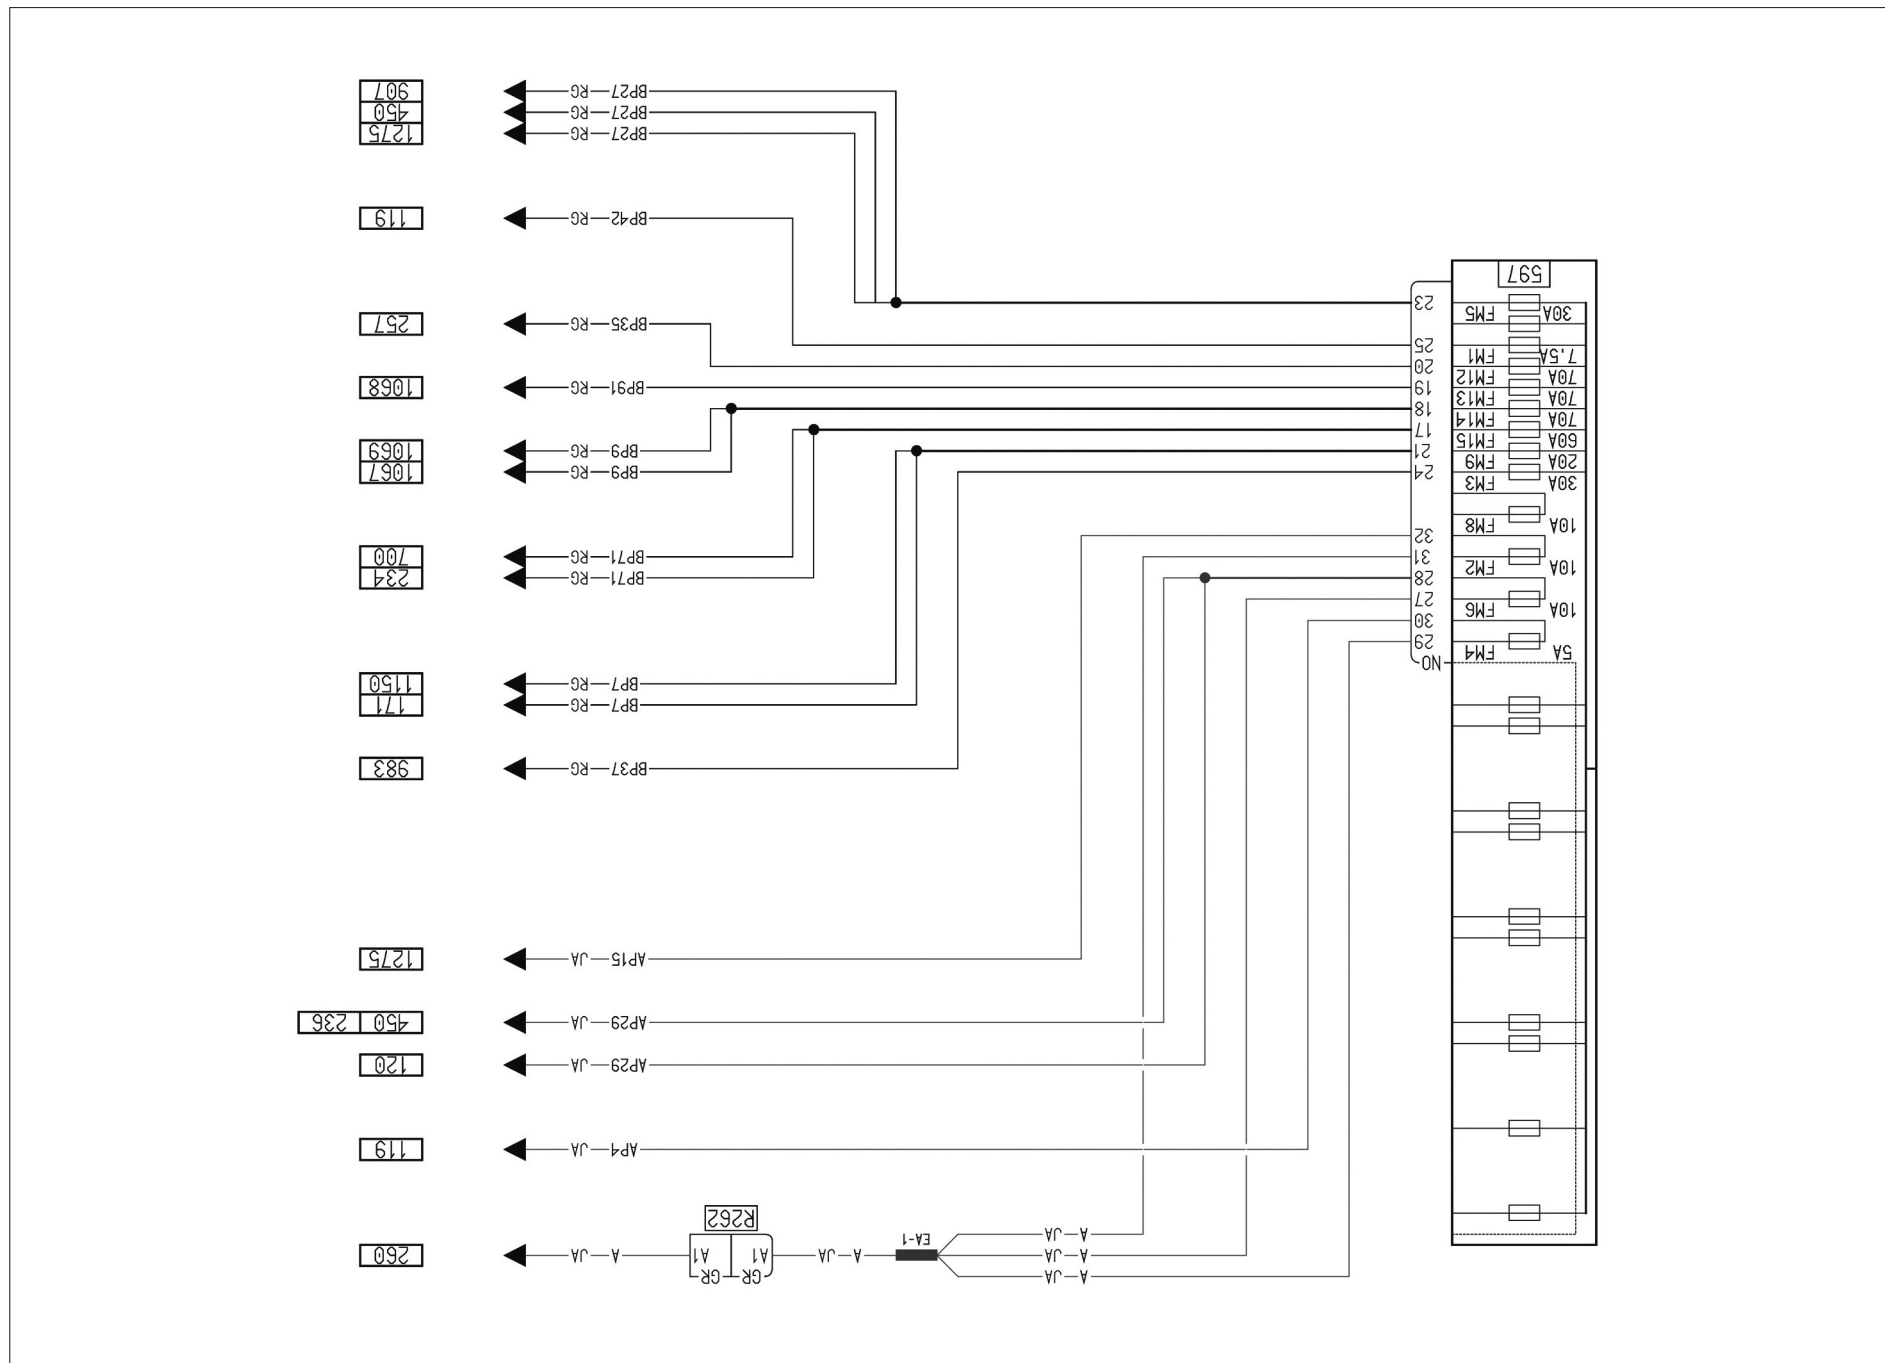 A JA
A JA EA-1 A JA GR GR A JA 260
A JA A1 A1
R262
AP4 JA 119
AP29 JA 120
AP29 JA 450 236
AP15 JA 1275
BP37 RG 983
BP7 RG 171
BP7 RG 1150
NO
5A FM4 29
30
10A FM6 27
28 BP71 RG 234
10A FM2 31 BP71 RG 700
32
10A FM8
30A FM3 24 BP9 RG 1067
20A FM9 21 BP9 RG 1069
60A FM15 17
70A FM14 18
70A FM13 19 BP91 RG 1068
70A FM12 20
7.5A FM1 25
BP35 RG 257
30A FM5 23
597
BP42 RG 119
BP27 RG 1275
BP27 RG 450
BP27 RG 907